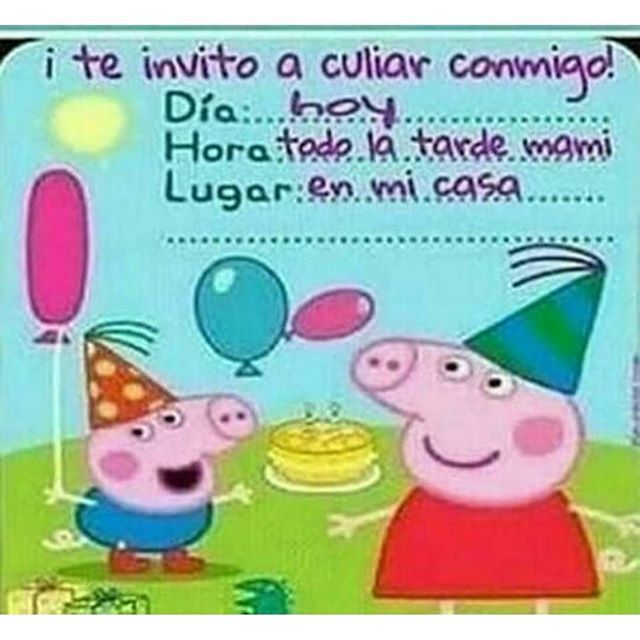 ¡ te invito a culiar conmigo!
Día:....hoy....................
Hora:todo la tarde mami
Lugar:en mi casa.......